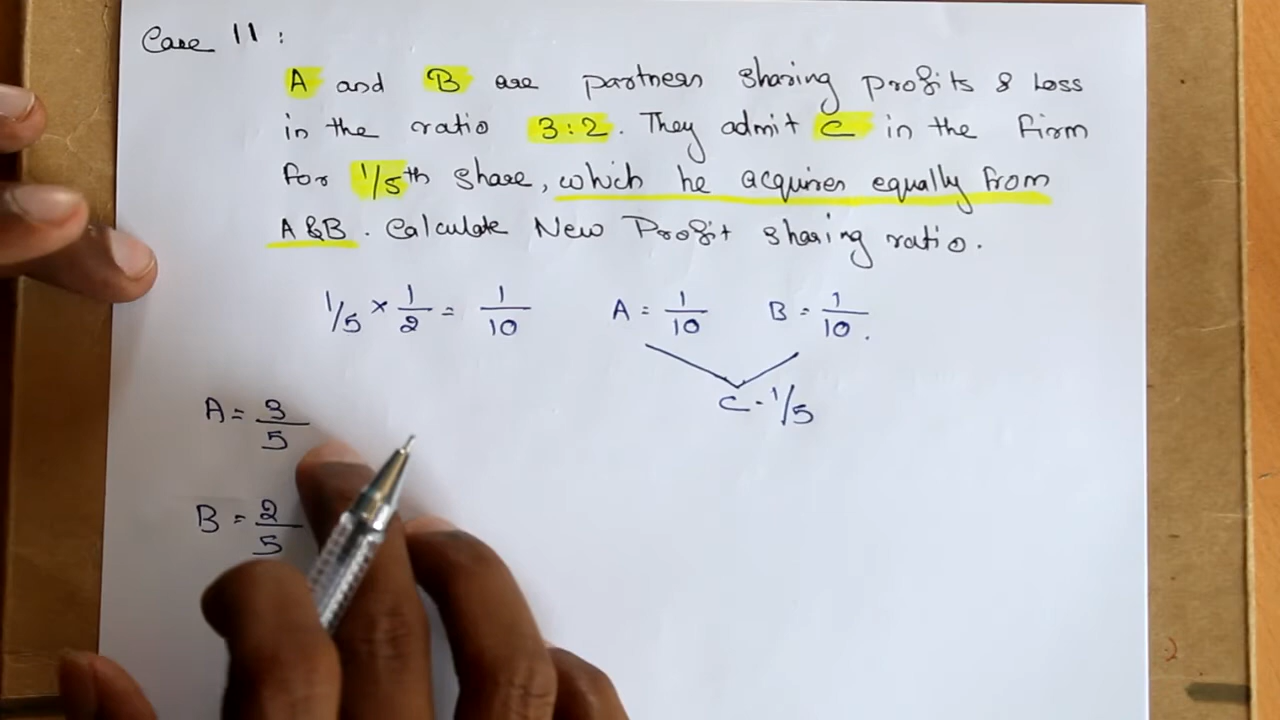 Case 11 :
A and B are partners sharing profits & Loss
in the ratio 3:2. They admit C in the Firm
for 1/5th share, which he acquires equally from
A&B. Calculate New Profit sharing ratio.
1/5 × 1/2 = 1/10 A = 1/10 B = 1/10.
C - 1/5
A = 3/5
B = 2/5